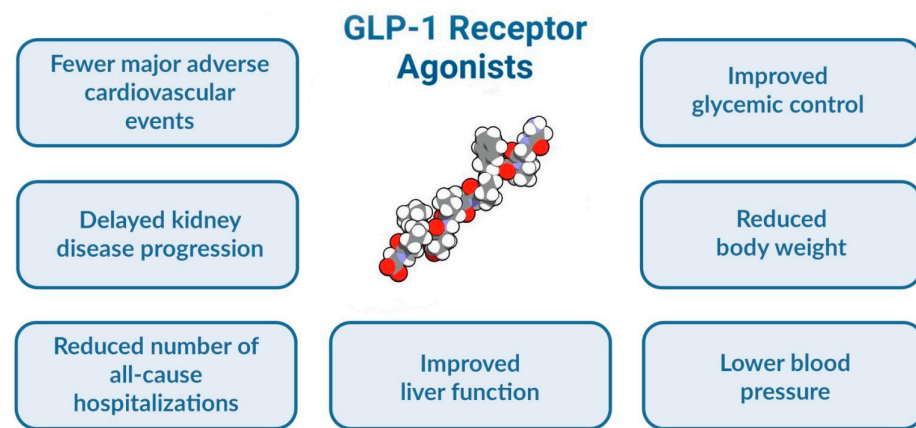 GLP-1 Receptor
Agonists
Fewer major adverse
cardiovascular
events
Delayed kidney
disease progression
Reduced number of
all-cause
hospitalizations
Improved
liver function
Improved
glycemic control
Reduced
body weight
Lower blood
pressure